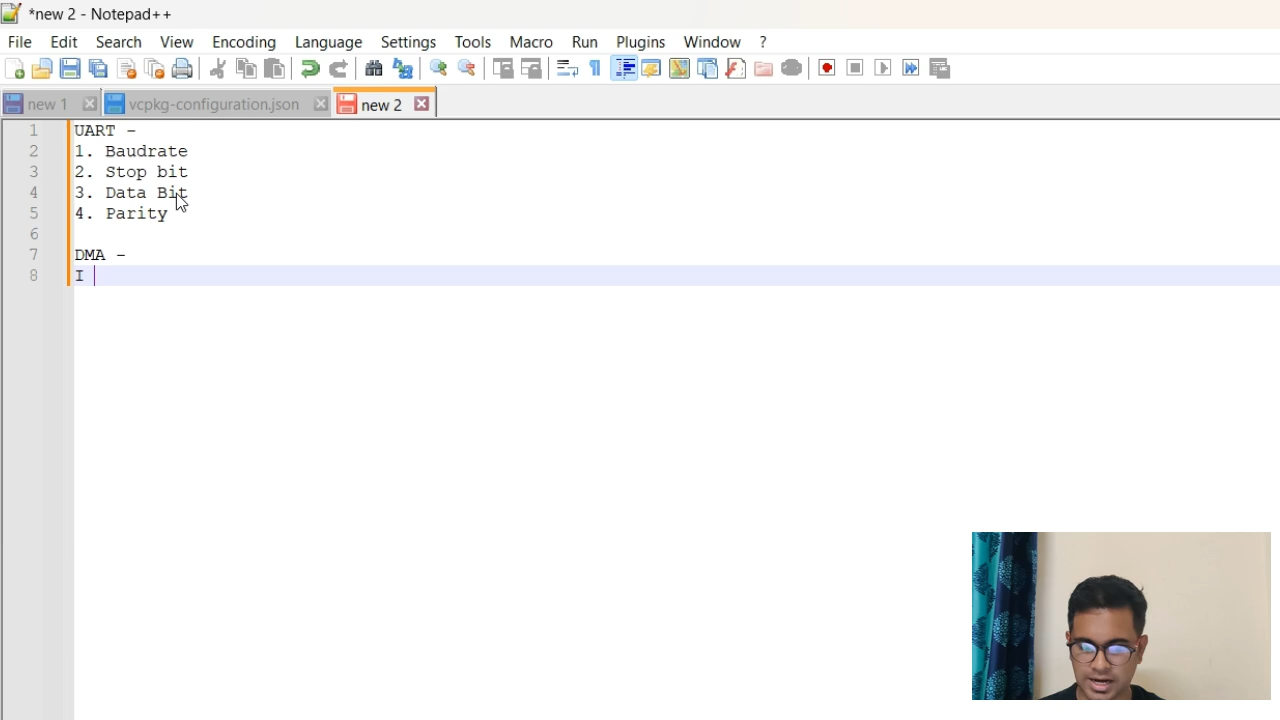 *new 2 - Notepad++
File Edit Search View Encoding Language Settings Tools Macro Run Plugins Window ?
new 1 vcpkg-configuration.json new 2
1 UART -
2 1. Baudrate
3 2. Stop bit
4 3. Data Bit
5 4. Parity
6
7 DMA -
8 I